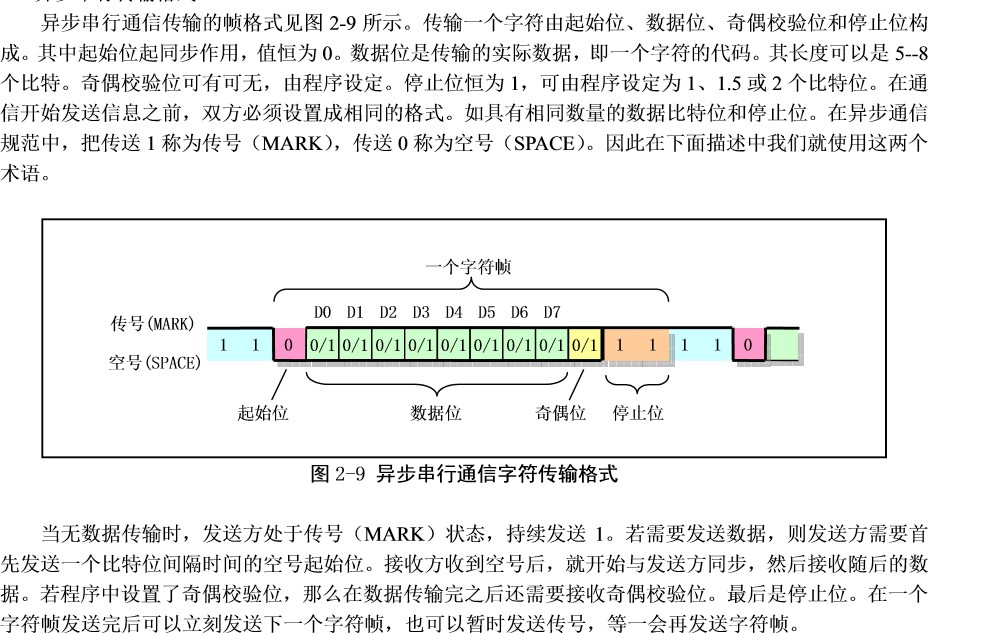 异步串行通信传输的帧格式见图 2-9 所示。传输一个字符由起始位、数据位、奇偶校验位和停止位构
成。其中起始位起同步作用，值恒为 0。数据位是传输的实际数据，即一个字符的代码。其长度可以是 5--8
个比特。奇偶校验位可有可无，由程序设定。停止位恒为 1，可由程序设定为 1、1.5 或 2 个比特位。在通
信开始发送信息之前，双方必须设置成相同的格式。如具有相同数量的数据比特位和停止位。在异步通信
规范中，把传送 1 称为传号（MARK），传送 0 称为空号（SPACE）。因此在下面描述中我们就使用这两个
术语。
一个字符帧
D0 D1 D2 D3 D4 D5 D6 D7
传号(MARK)
1 1 0 0/1 0/1 0/1 0/1 0/1 0/1 0/1 0/1 0/1 1 1 1 1 0
空号(SPACE)
起始位 数据位 奇偶位 停止位
图 2-9 异步串行通信字符传输格式
当无数据传输时，发送方处于传号（MARK）状态，持续发送 1。若需要发送数据，则发送方需要首
先发送一个比特位间隔时间的空号起始位。接收方收到空号后，就开始与发送方同步，然后接收随后的数
据。若程序中设置了奇偶校验位，那么在数据传输完之后还需要接收奇偶校验位。最后是停止位。在一个
字符帧发送完后可以立刻发送下一个字符帧，也可以暂时发送传号，等一会再发送字符帧。